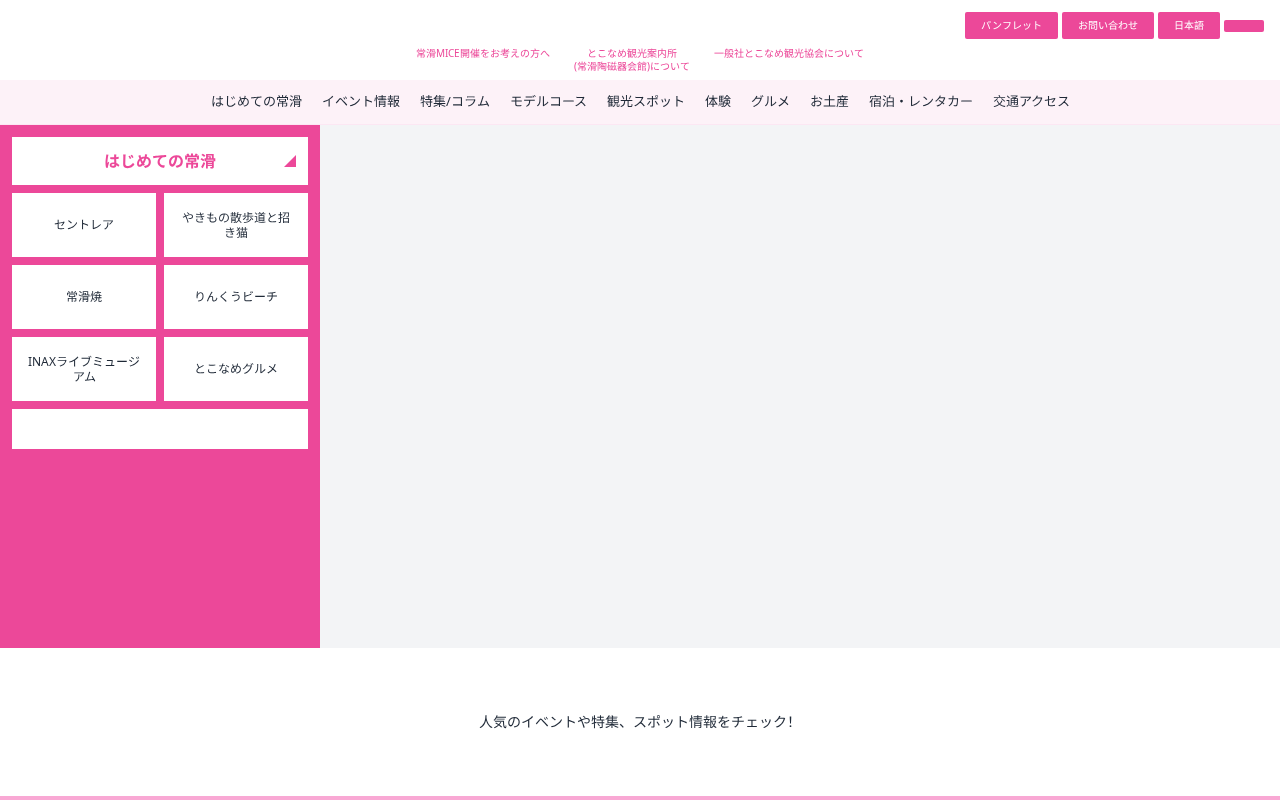 パンフレット
お問い合わせ
日本語
常滑MICE開催をお考えの方へ
とこなめ観光案内所
(常滑陶磁器会館)について
一般社とこなめ観光協会について
はじめての常滑
イベント情報
特集/コラム
モデルコース
観光スポット
体験
グルメ
お土産
宿泊・レンタカー
交通アクセス
はじめての常滑
セントレア
やきもの散歩道と招
き猫
常滑焼
りんくうビーチ
INAXライブミュージ
アム
とこなめグルメ
人気のイベントや特集、スポット情報をチェック!